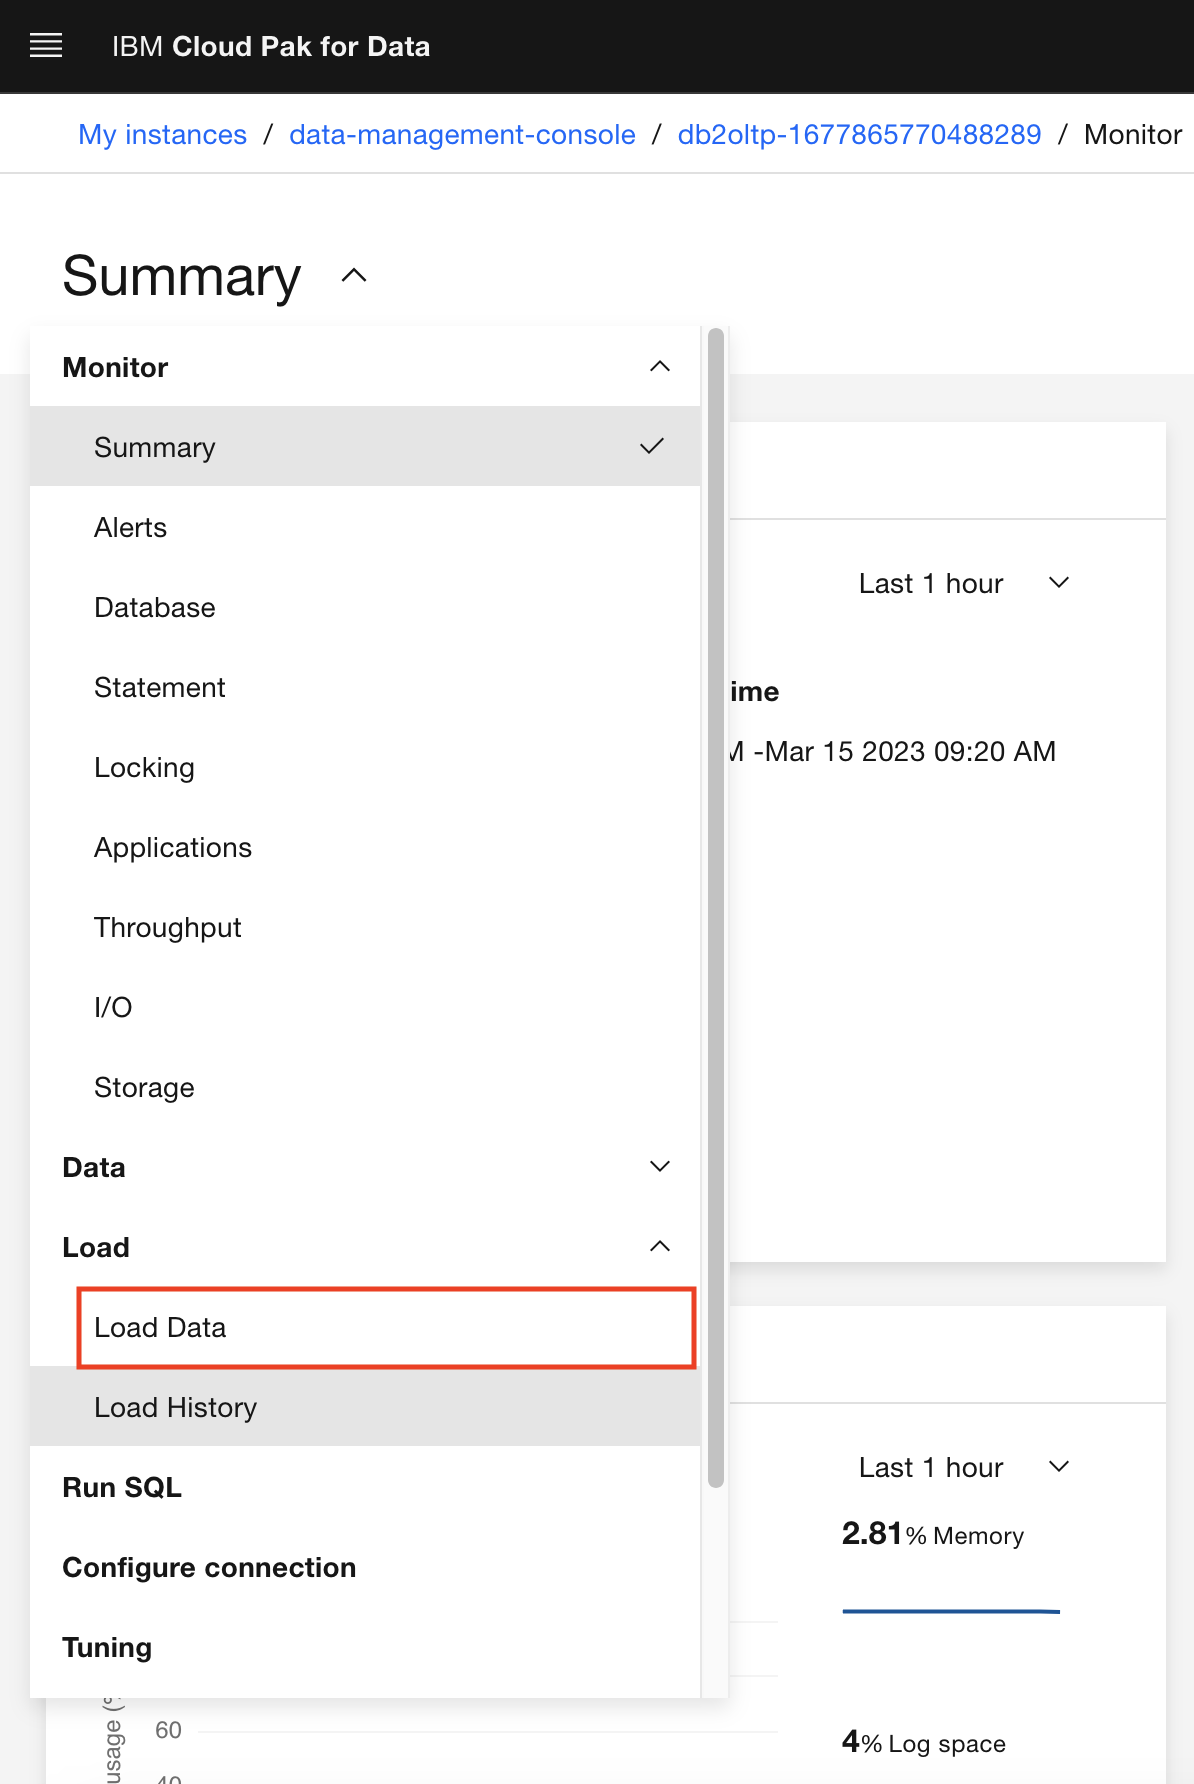 IBM Cloud Pak for Data
My instances / data-management-console / db2oltp-1677865770488289 / Monitor
Summary
Monitor
Summary
Alerts
Database
Statement
Locking
Applications
Throughput
I/O
Storage
Data
Load
Load Data
Load History
Run SQL
Configure connection
Tuning
Last 1 hour
ime
M -Mar 15 2023 09:20 AM
Last 1 hour
2.81% Memory
4% Log space
usage (
60
40